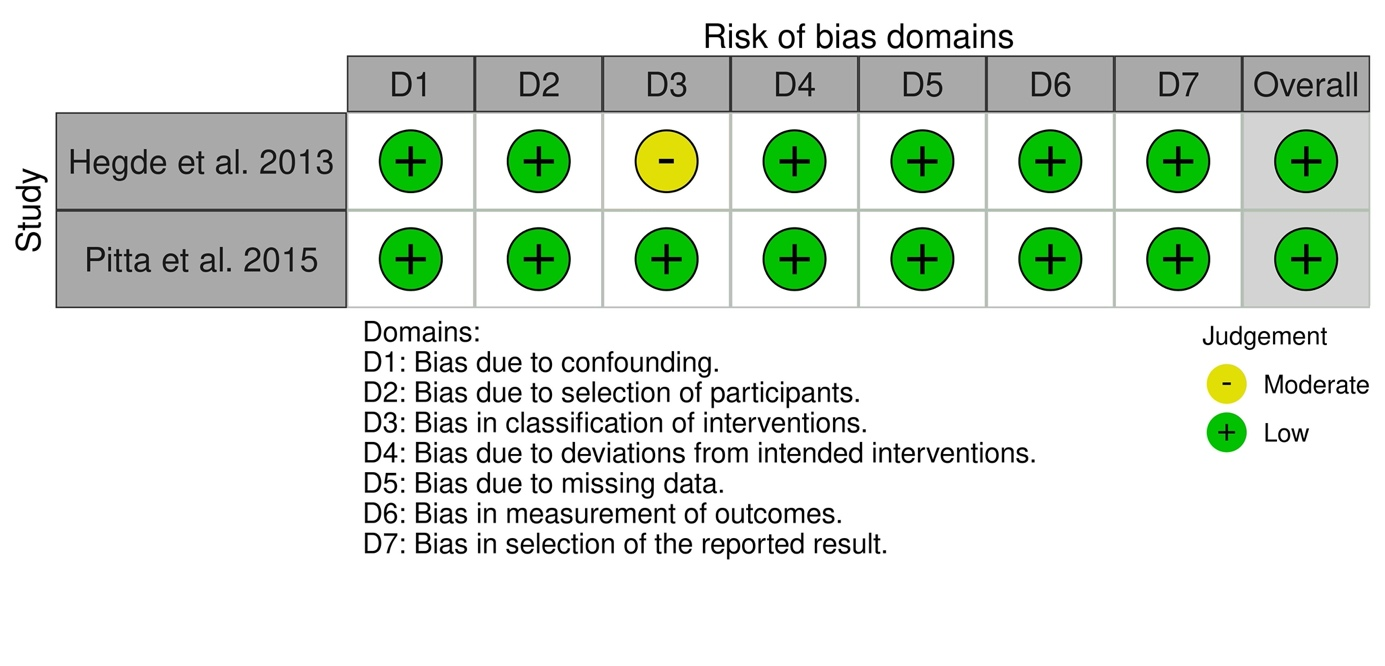 Risk of bias domains
D1 D2 D3 D4 D5 D6 D7 Overall
Study
Hegde et al. 2013 + + - + + + + +
Pitta et al. 2015 + + + + + + + +
Domains:
D1: Bias due to confounding.
D2: Bias due to selection of participants.
D3: Bias in classification of interventions.
D4: Bias due to deviations from intended interventions.
D5: Bias due to missing data.
D6: Bias in measurement of outcomes.
D7: Bias in selection of the reported result.
Judgement
- Moderate
+ Low